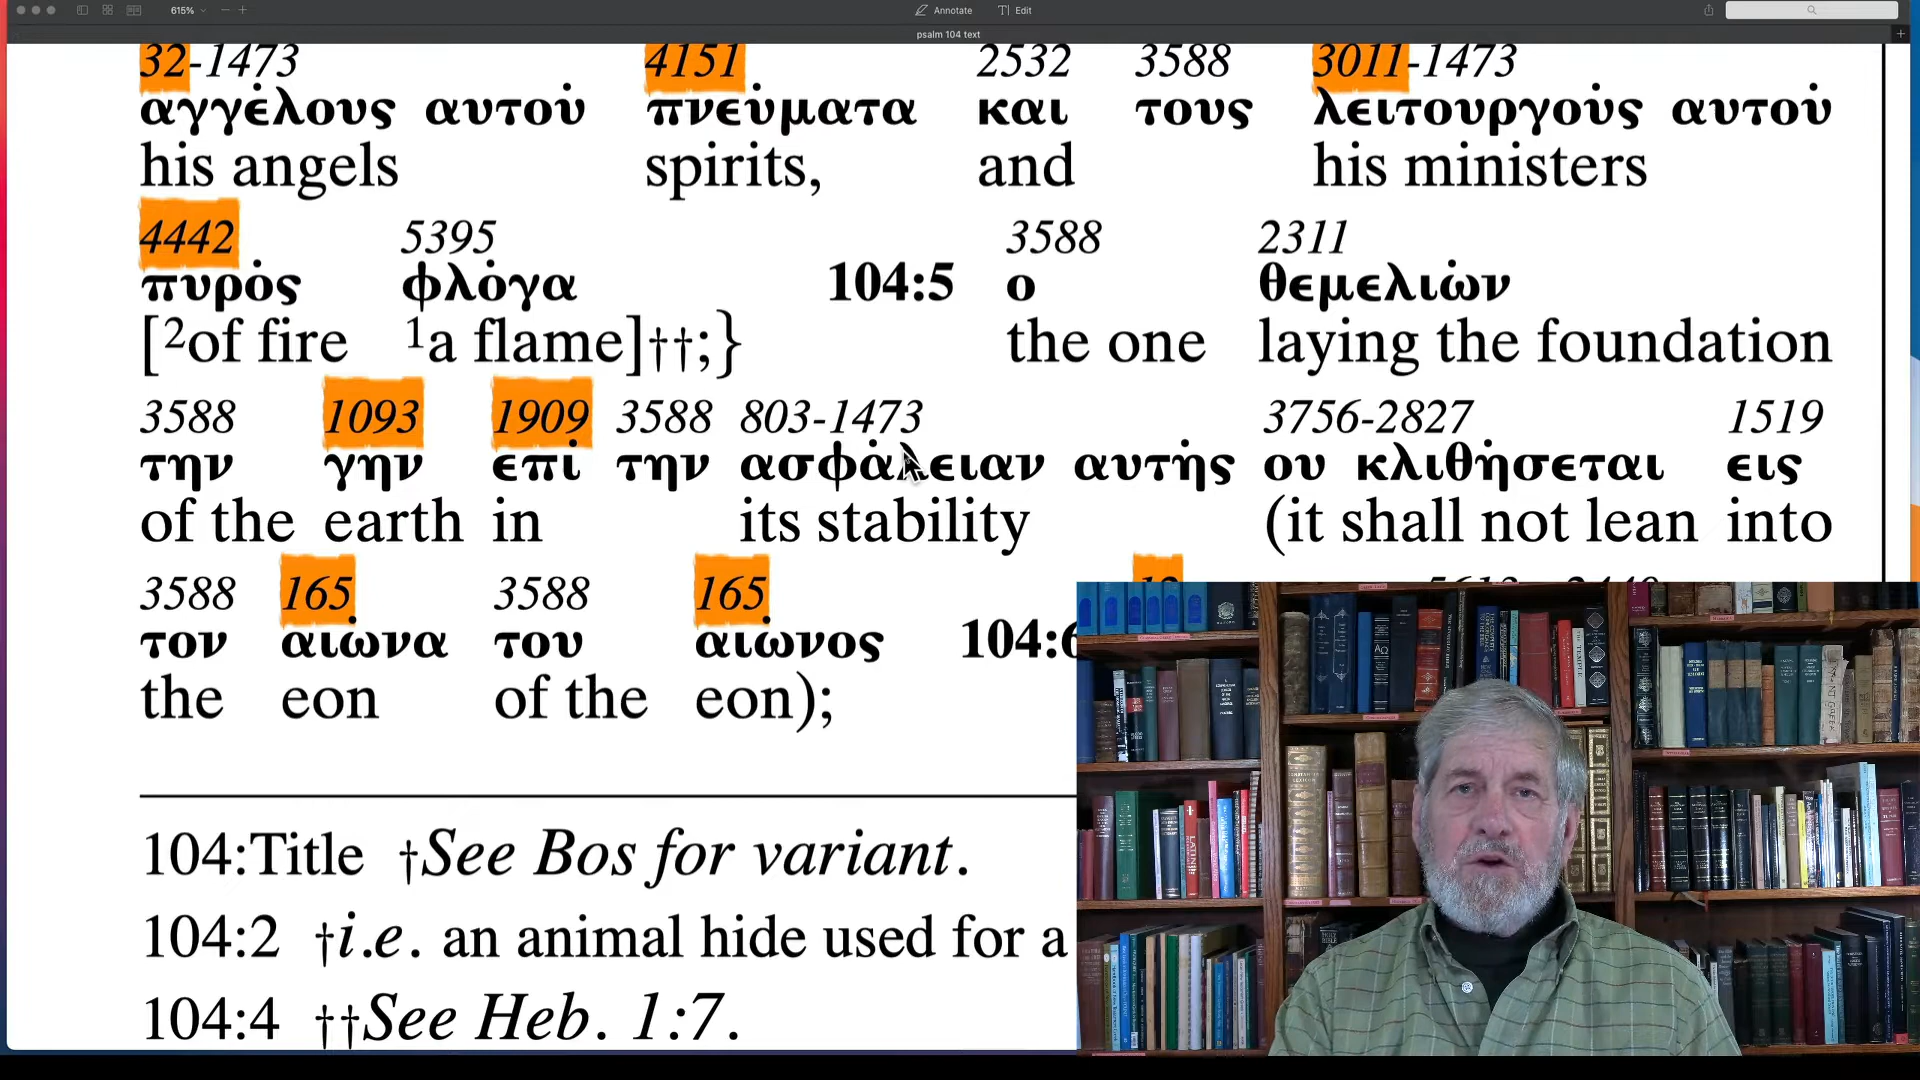 615%
Annotate
Edit
psalm 104 text
32-1473 4151 2532 3588 3011-1473
αγγέλους αυτού πνεύματα και τους λειτουργούς αυτού
his angels spirits, and his ministers
4442 5395 3588 2311
πυρός φλόγα 104:5 ο θεμελιών
[²of fire ¹a flame]††;} the one laying the foundation
3588 1093 1909 3588 803-1473 3756-2827 1519
την γην επί την ασφάλειαν αυτής ου κλιθήσεται εις
of the earth in its stability (it shall not lean into
3588 165 3588 165
τον αιώνα του αιώνος 104:6
the eon of the eon);
104:Title †See Bos for variant.
104:2 †i.e. an animal hide used for a
104:4 ††See Heb. 1:7.